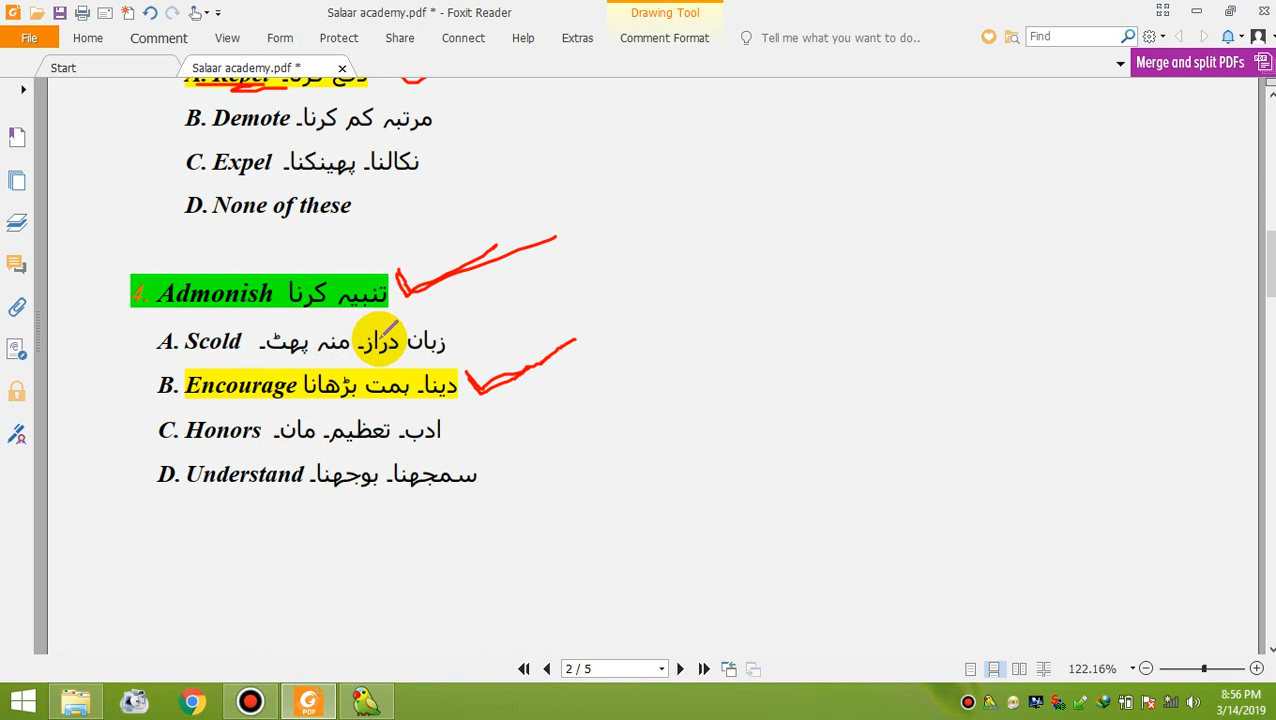 Salaar academy.pdf * - Foxit Reader
Drawing Tool
File Home Comment View Form Protect Share Connect Help Extras Comment Format Tell me what you want to do.. Find
Start Salaar academy.pdf * Merge and split PDFs
A. Repel دفع کرنا۔
B. Demote مرتبہ کم کرنا۔
C. Expel نکالنا۔ پھینکنا۔
D. None of these
4. Admonish تنبیہ کرنا
A. Scold زبان دراز۔ منہ پھٹ۔
B. Encourage دینا۔ ہمت بڑھانا
C. Honors ادب۔ تعظیم۔ مان۔
D. Understand سمجھنا۔ بوجھنا۔
2 / 5 122.16%
8:56 PM
3/14/2019